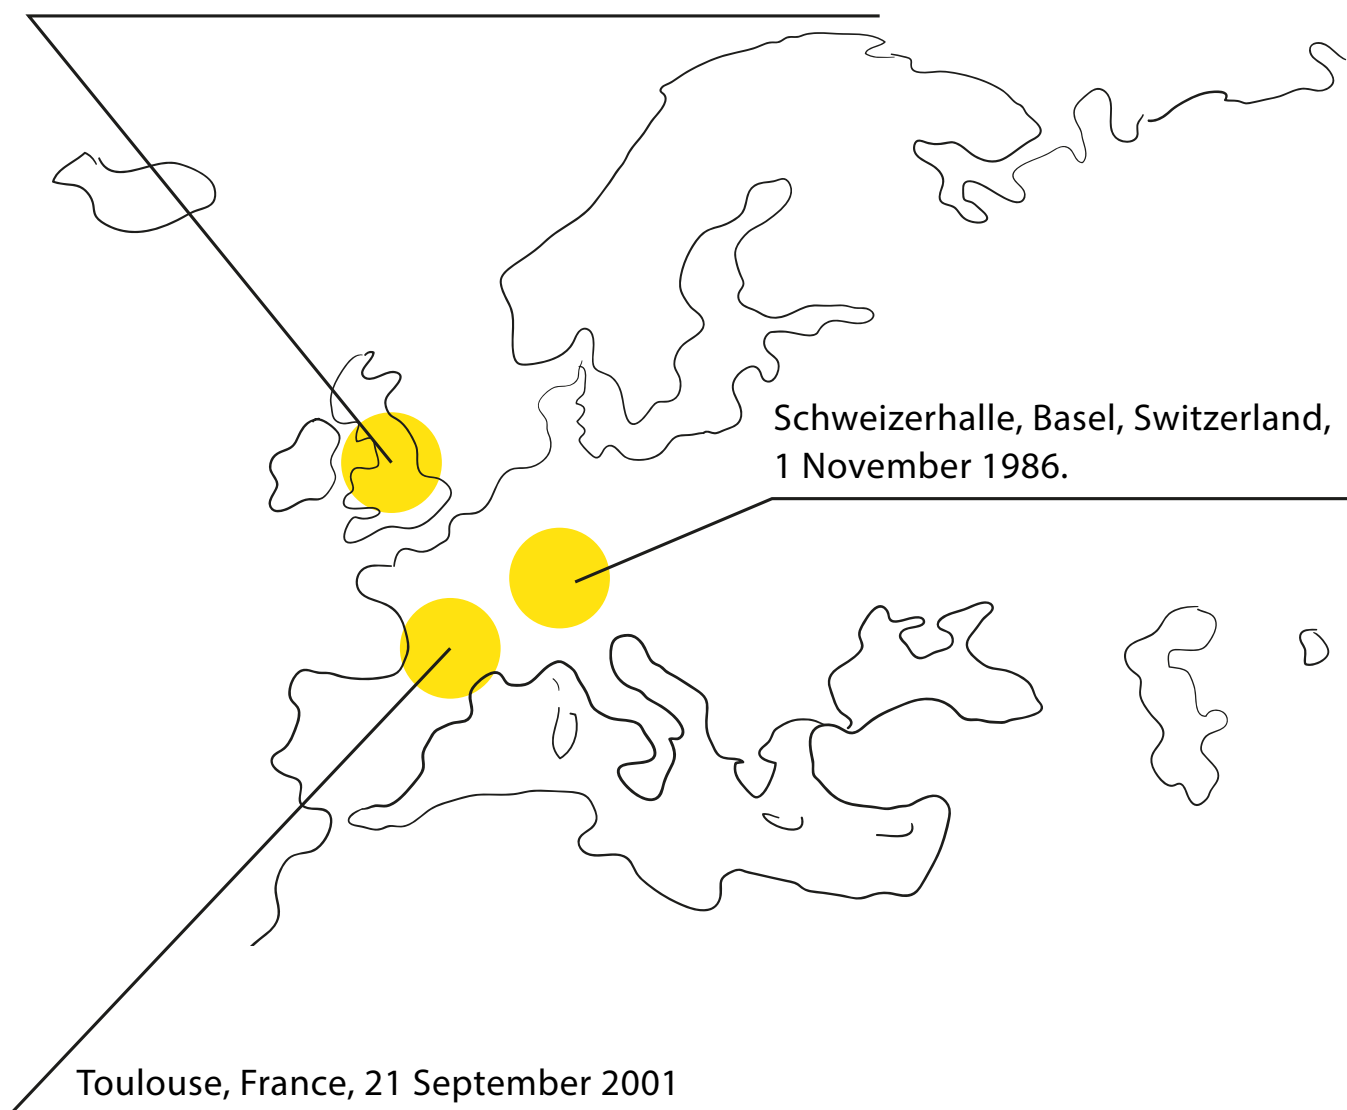 Schweizerhalle, Basel, Switzerland,
1 November 1986.
Toulouse, France, 21 September 2001